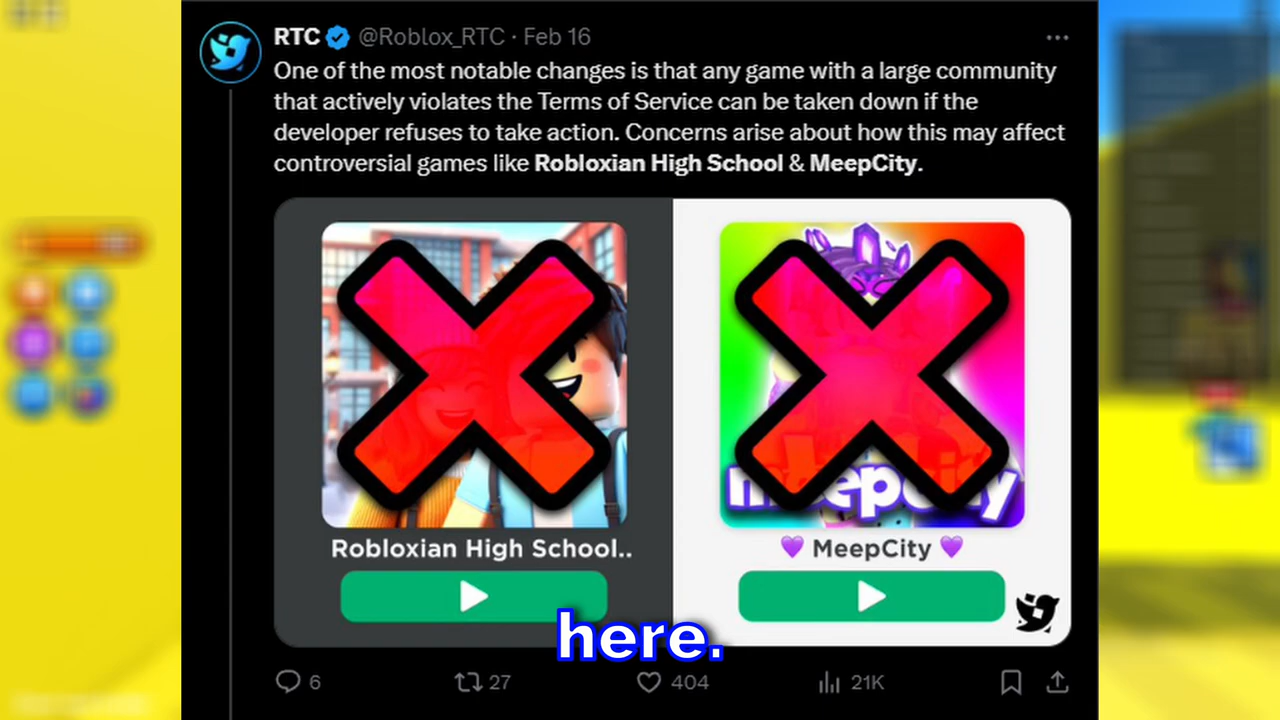 RTC @Roblox_RTC · Feb 16
One of the most notable changes is that any game with a large community
that actively violates the Terms of Service can be taken down if the
developer refuses to take action. Concerns arise about how this may affect
controversial games like Robloxian High School & MeepCity.
meepcity
Robloxian High School..
💜 MeepCity 💜
here.
6 27 404 21K